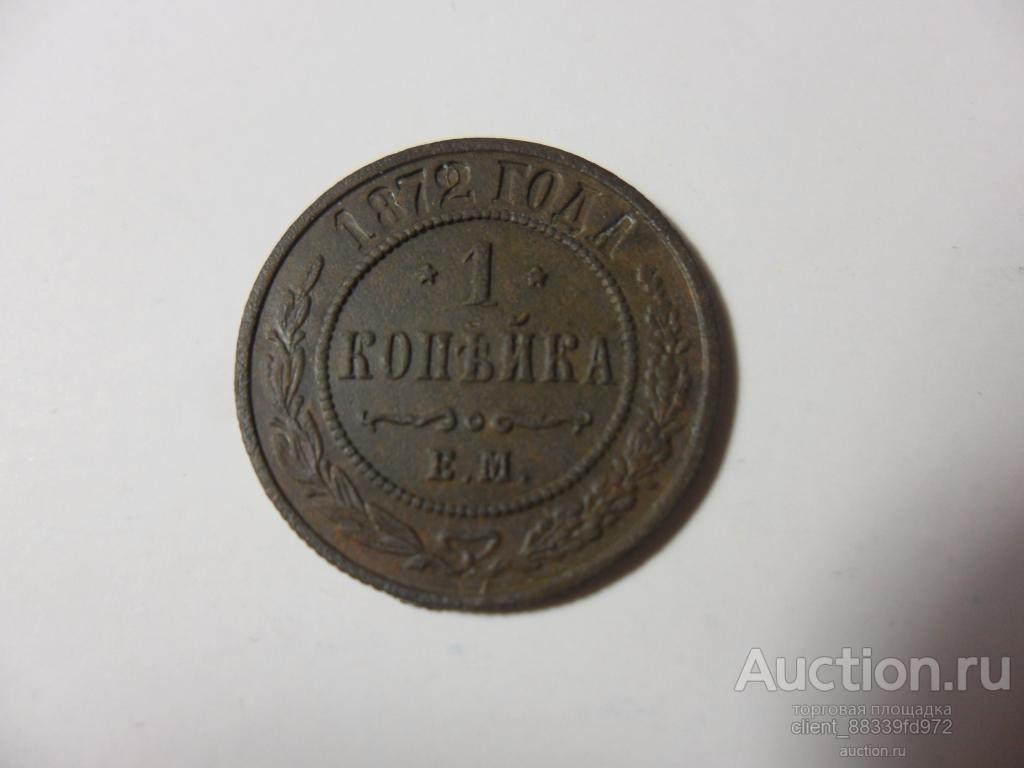 1872 ГОДА
* 1 *
КОПѢЙКА
Е.М.
Auction.ru
торговая площадка
client_88339fd972
auction.ru